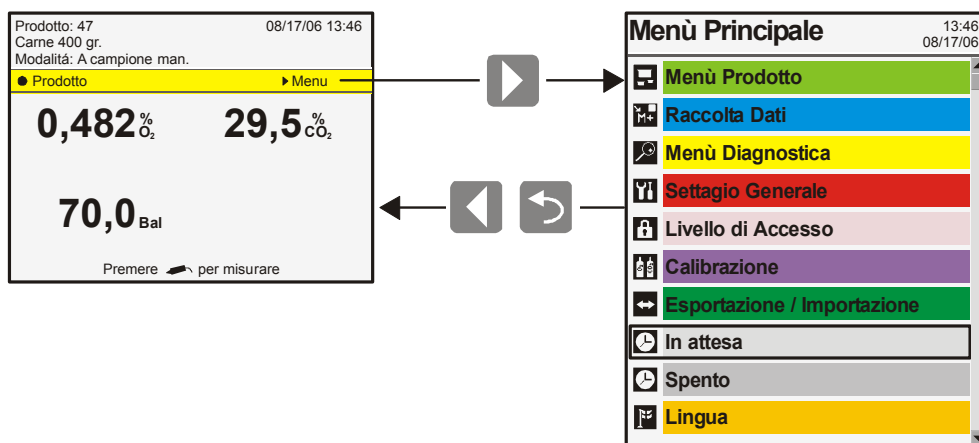 Prodotto: 47 08/17/06 13:46
Carne 400 gr.
Modalitá: A campione man.
Prodotto Menu
0,482 % O2 29,5 % CO2
70,0 Bal
Premere per misurare
Menù Principale 13:46
08/17/06
Menù Prodotto
M+ Raccolta Dati
Menù Diagnostica
Settagio Generale
Livello di Accesso
Calibrazione
Esportazione / Importazione
In attesa
Spento
Lingua